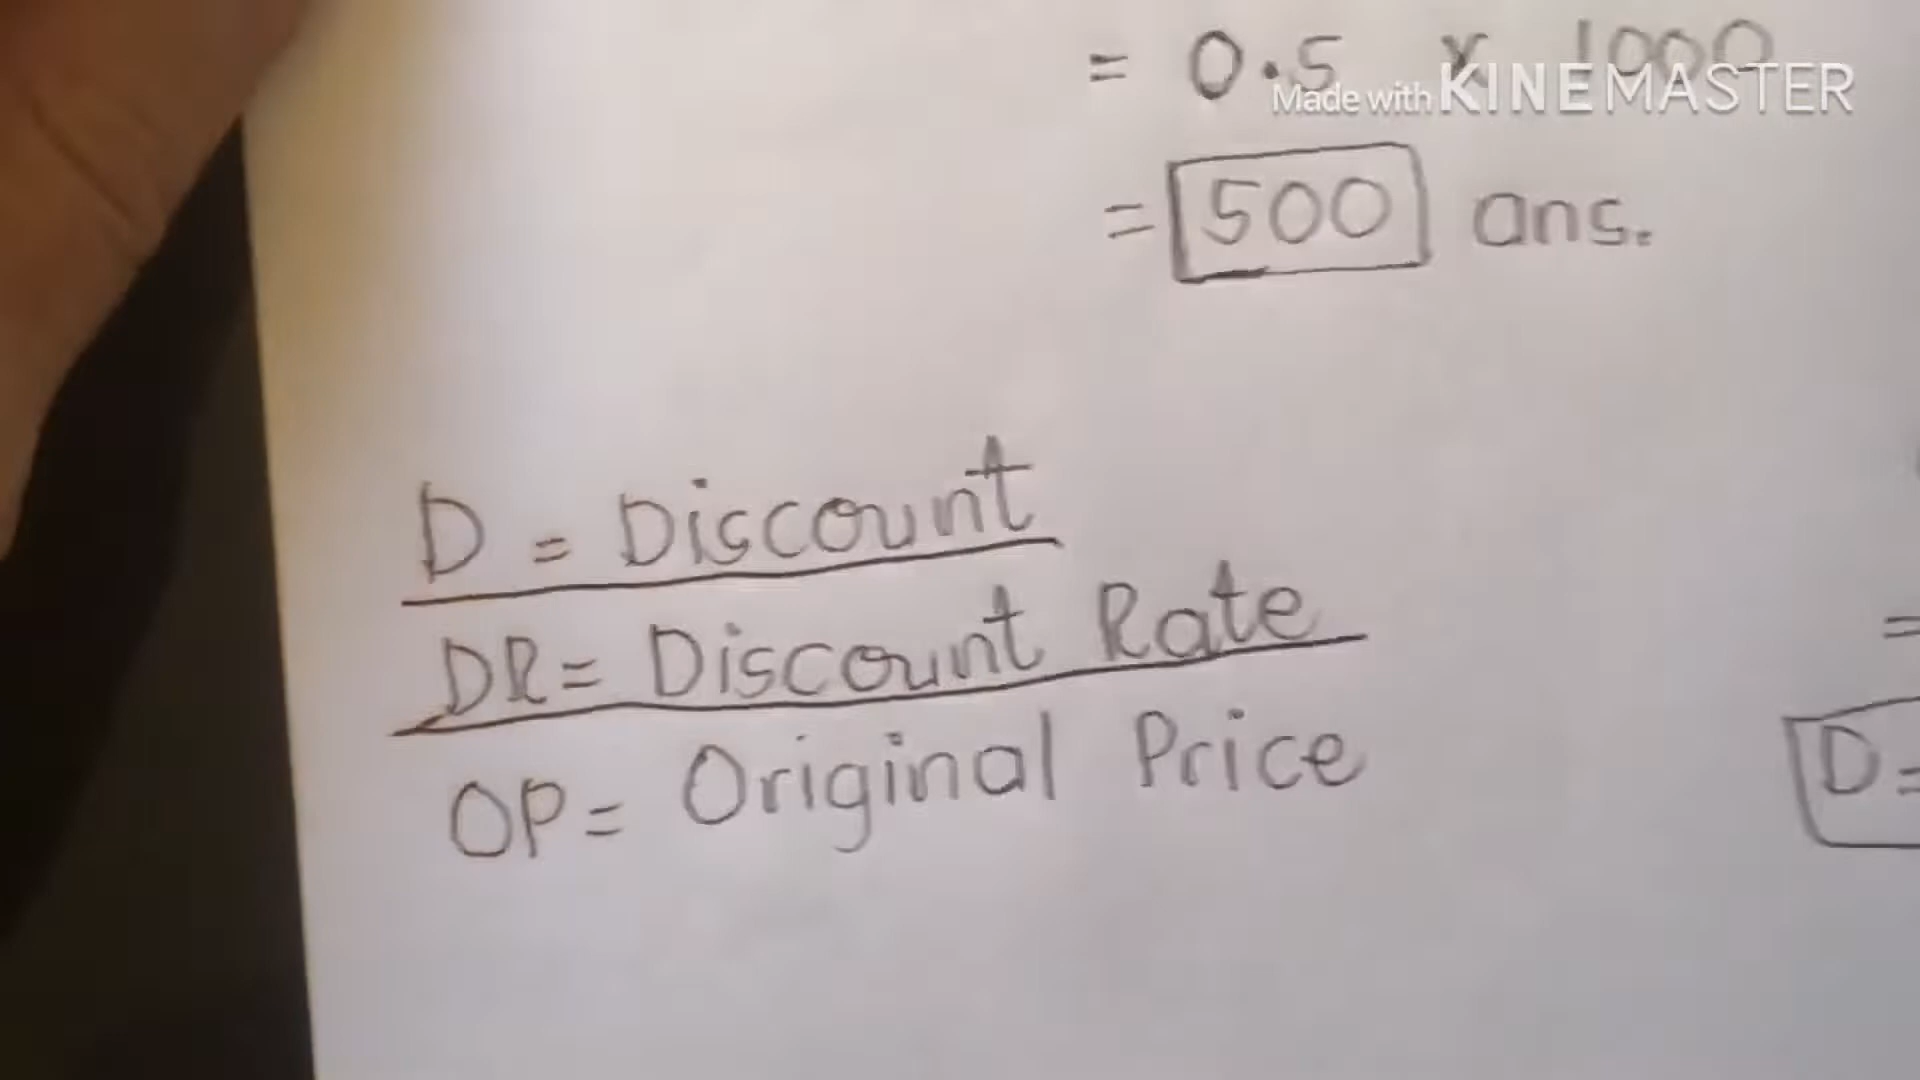 = 0.5 x 1000
Made with KINEMASTER
= 500 ans.
D = Discount
DR = Discount Rate
OP = Original Price
=
D =